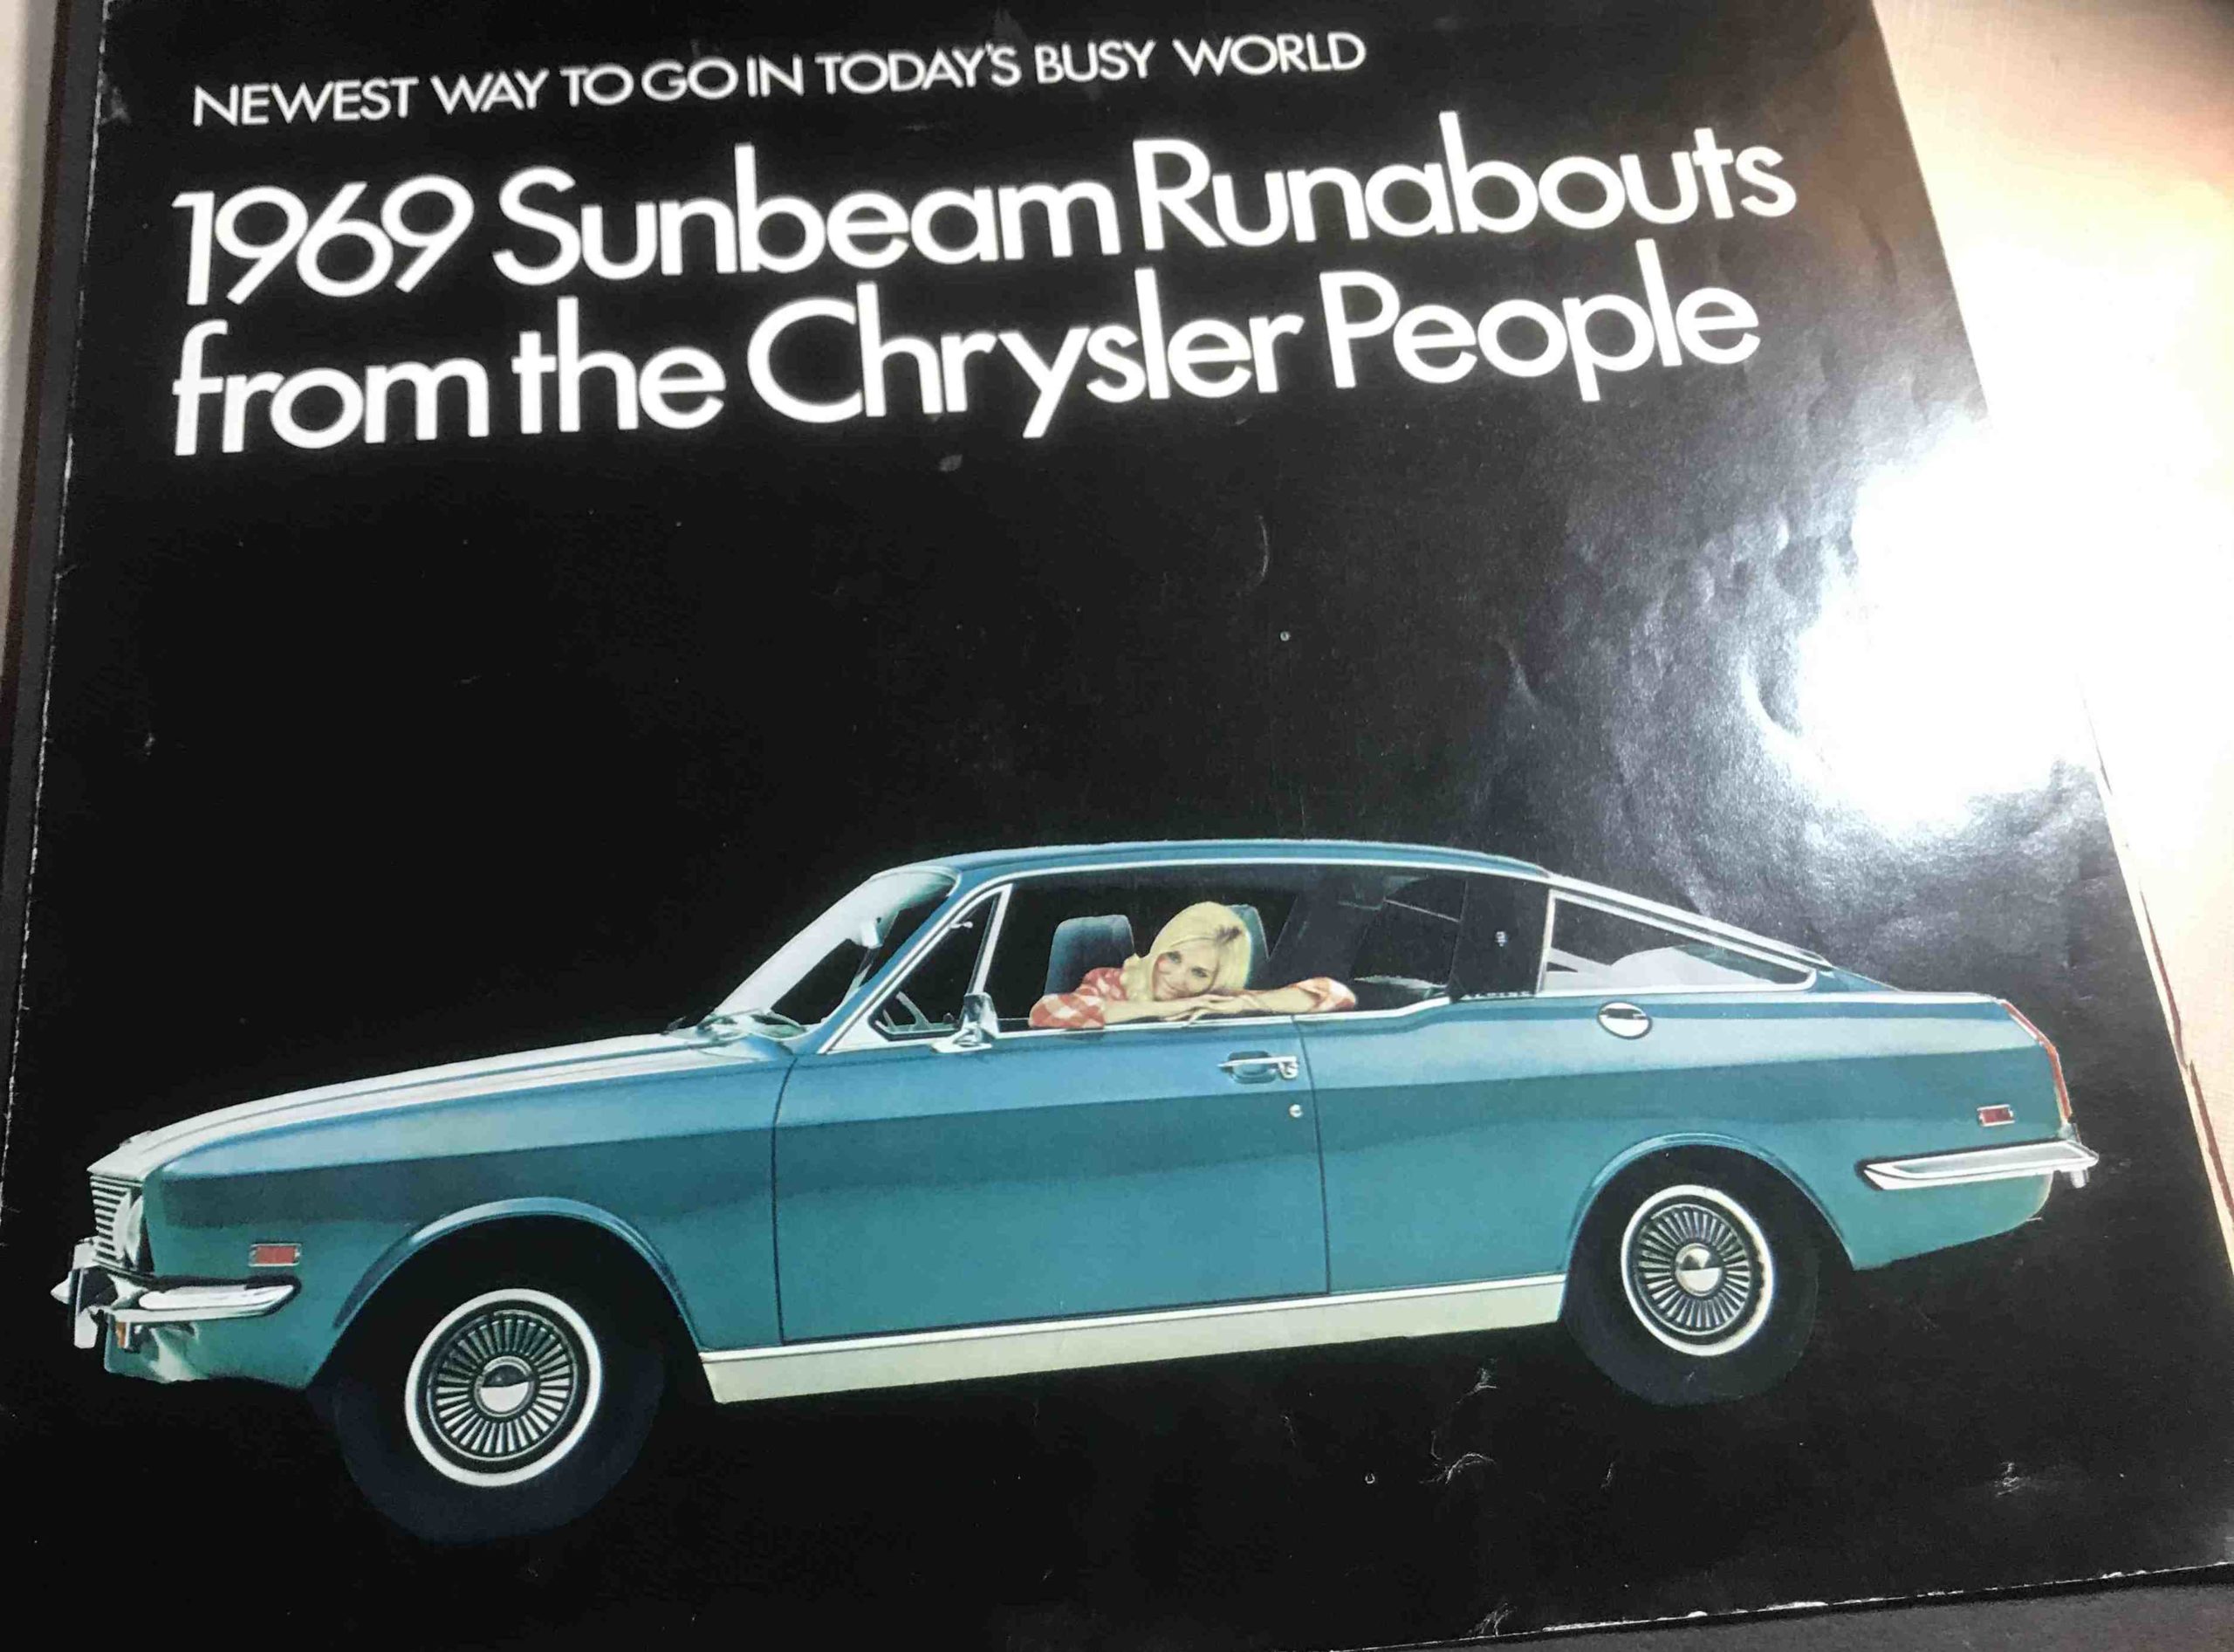 NEWEST WAY TO GO IN TODAY'S BUSY WORLD
1969 Sunbeam Runabouts
from the Chrysler People